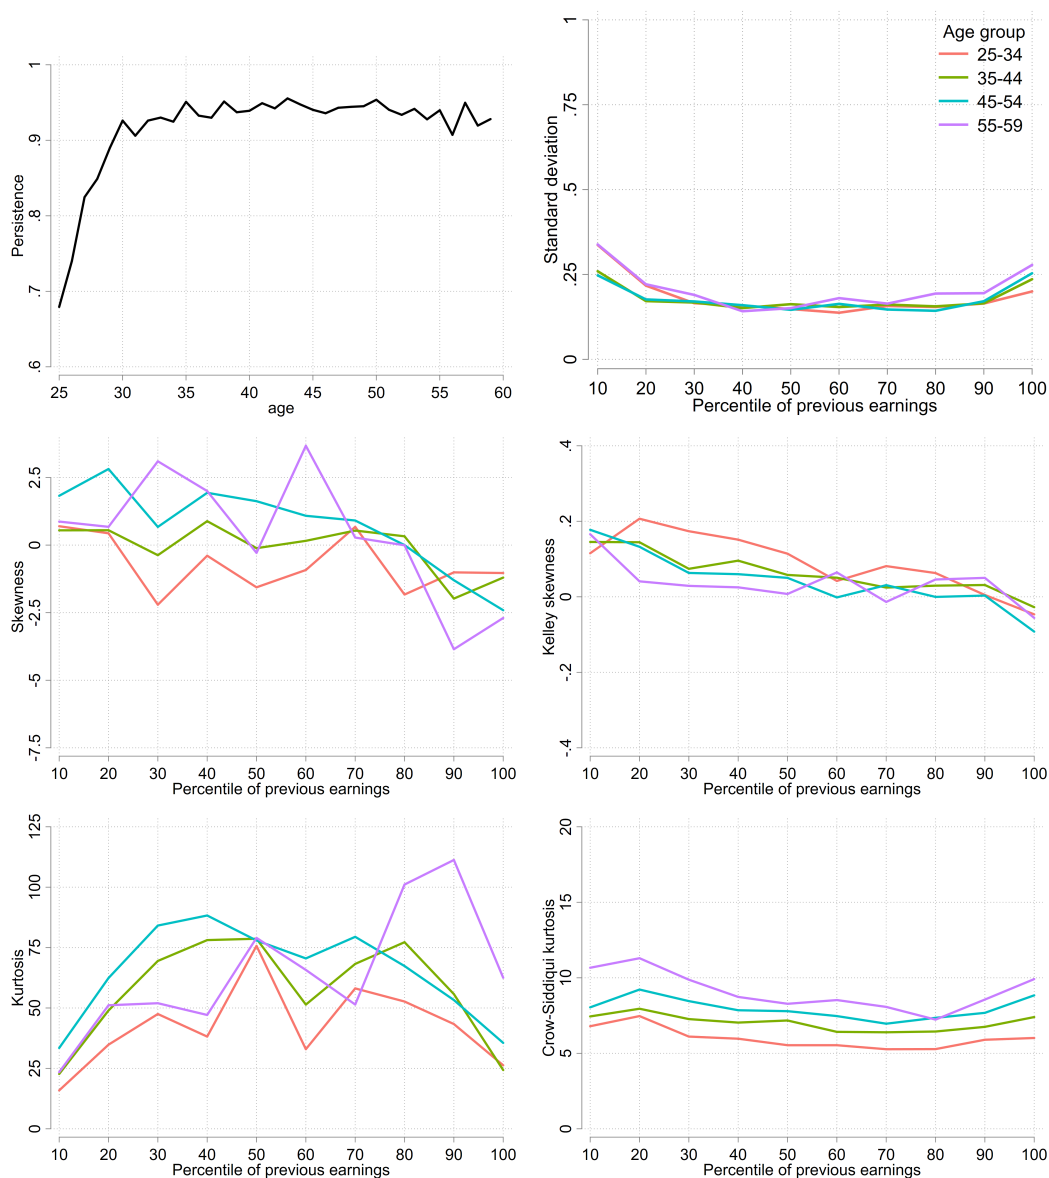 Persistence
1
.9
.8
.7
.6
25 30 35 40 45 50 55 60
age
Standard deviation
1
.75
.5
.25
0
Age group
25-34
35-44
45-54
55-59
10 20 30 40 50 60 70 80 90 100
Percentile of previous earnings
Skewness
2.5
0
-2.5
-5
-7.5
10 20 30 40 50 60 70 80 90 100
Percentile of previous earnings
Kelley skewness
.4
.2
0
-.2
-.4
10 20 30 40 50 60 70 80 90 100
Percentile of previous earnings
Kurtosis
125
100
75
50
25
0
10 20 30 40 50 60 70 80 90 100
Percentile of previous earnings
Crow-Siddiqui kurtosis
20
15
10
5
0
10 20 30 40 50 60 70 80 90 100
Percentile of previous earnings